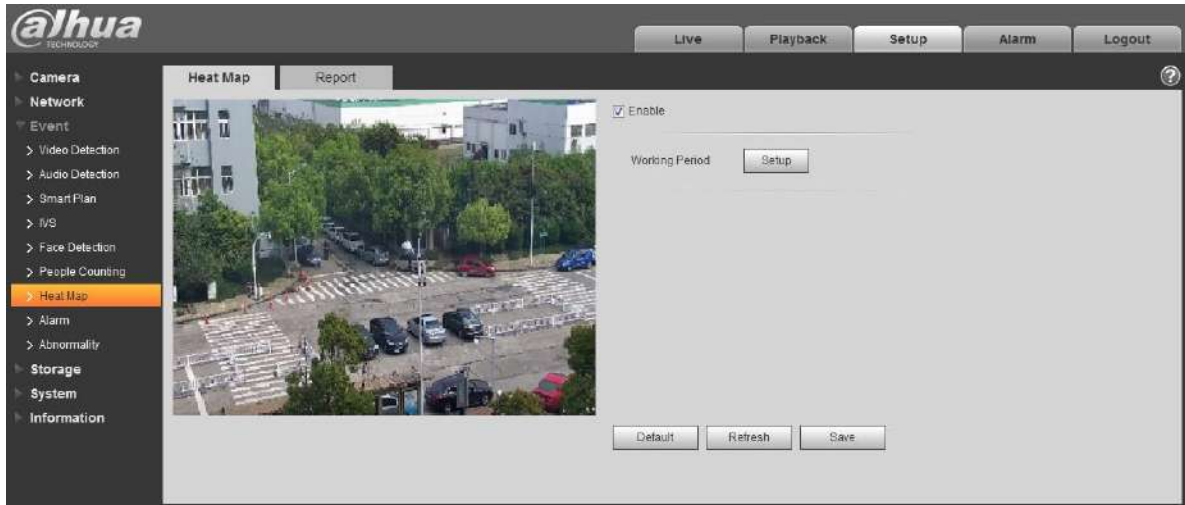 alhua
TECHNOLOGY
Live
Playback
Setup
Alarm
Logout
Camera
Network
Event
Video Detection
Audio Detection
Smart Plan
IVS
Face Detection
People Counting
Heat Map
Alarm
Abnormality
Storage
System
Information
Heat Map
Report
?
Enable
Working Period
Setup
Default
Refresh
Save